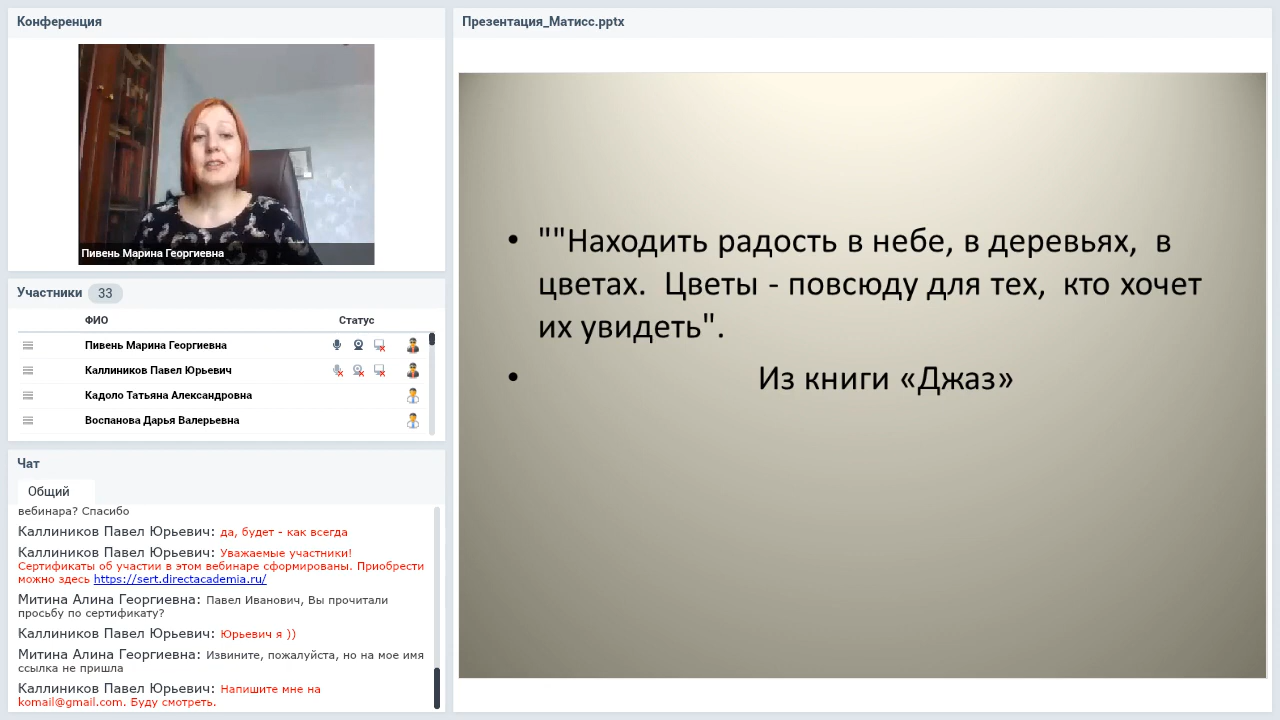 Конференция
Пивень Марина Георгиевна
Участники 33
ФИО Статус
Пивень Марина Георгиевна
Каллиников Павел Юрьевич
Кадоло Татьяна Александровна
Воспанова Дарья Валерьевна
Чат
Общий
вебинара? Спасибо
Каллиников Павел Юрьевич: да, будет - как всегда
Каллиников Павел Юрьевич: Уважаемые участники!
Сертификаты об участии в этом вебинаре сформированы. Приобрести
можно здесь https://sert.directacademia.ru/
Митина Алина Георгиевна: Павел Иванович, Вы прочитали
просьбу по сертификату?
Каллиников Павел Юрьевич: Юрьевич я ))
Митина Алина Георгиевна: Извините, пожалуйста, но на мое имя
ссылка не пришла
Каллиников Павел Юрьевич: Напишите мне на
komail@gmail.com. Буду смотреть.
Презентация_Матисс.pptx
• ""Находить радость в небе, в деревьях, в
цветах. Цветы - повсюду для тех, кто хочет
их увидеть".
• Из книги «Джаз»